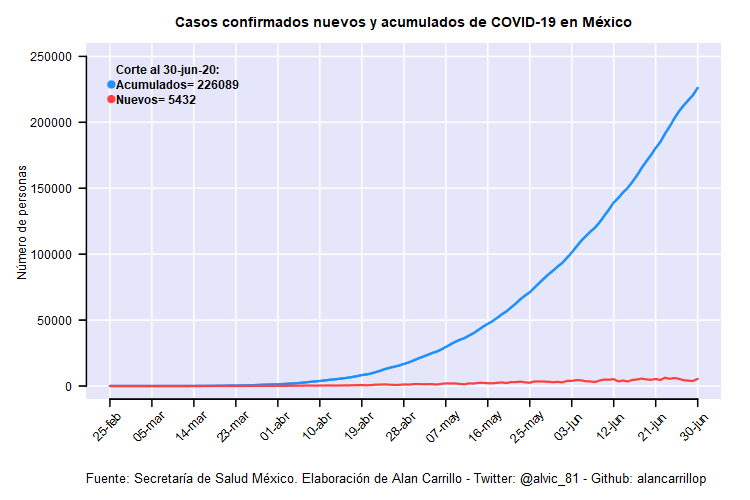 Casos confirmados nuevos y acumulados de COVID-19 en México
Corte al 30-jun-20:
Acumulados= 226089
Nuevos= 5432
Número de personas
250000
200000
150000
100000
50000
0
25-feb
05-mar
14-mar
23-mar
01-abr
10-abr
19-abr
28-abr
07-may
16-may
25-may
03-jun
12-jun
21-jun
30-jun
Fuente: Secretaría de Salud México. Elaboración de Alan Carrillo - Twitter: @alvic_81 - Github: alancarrillop